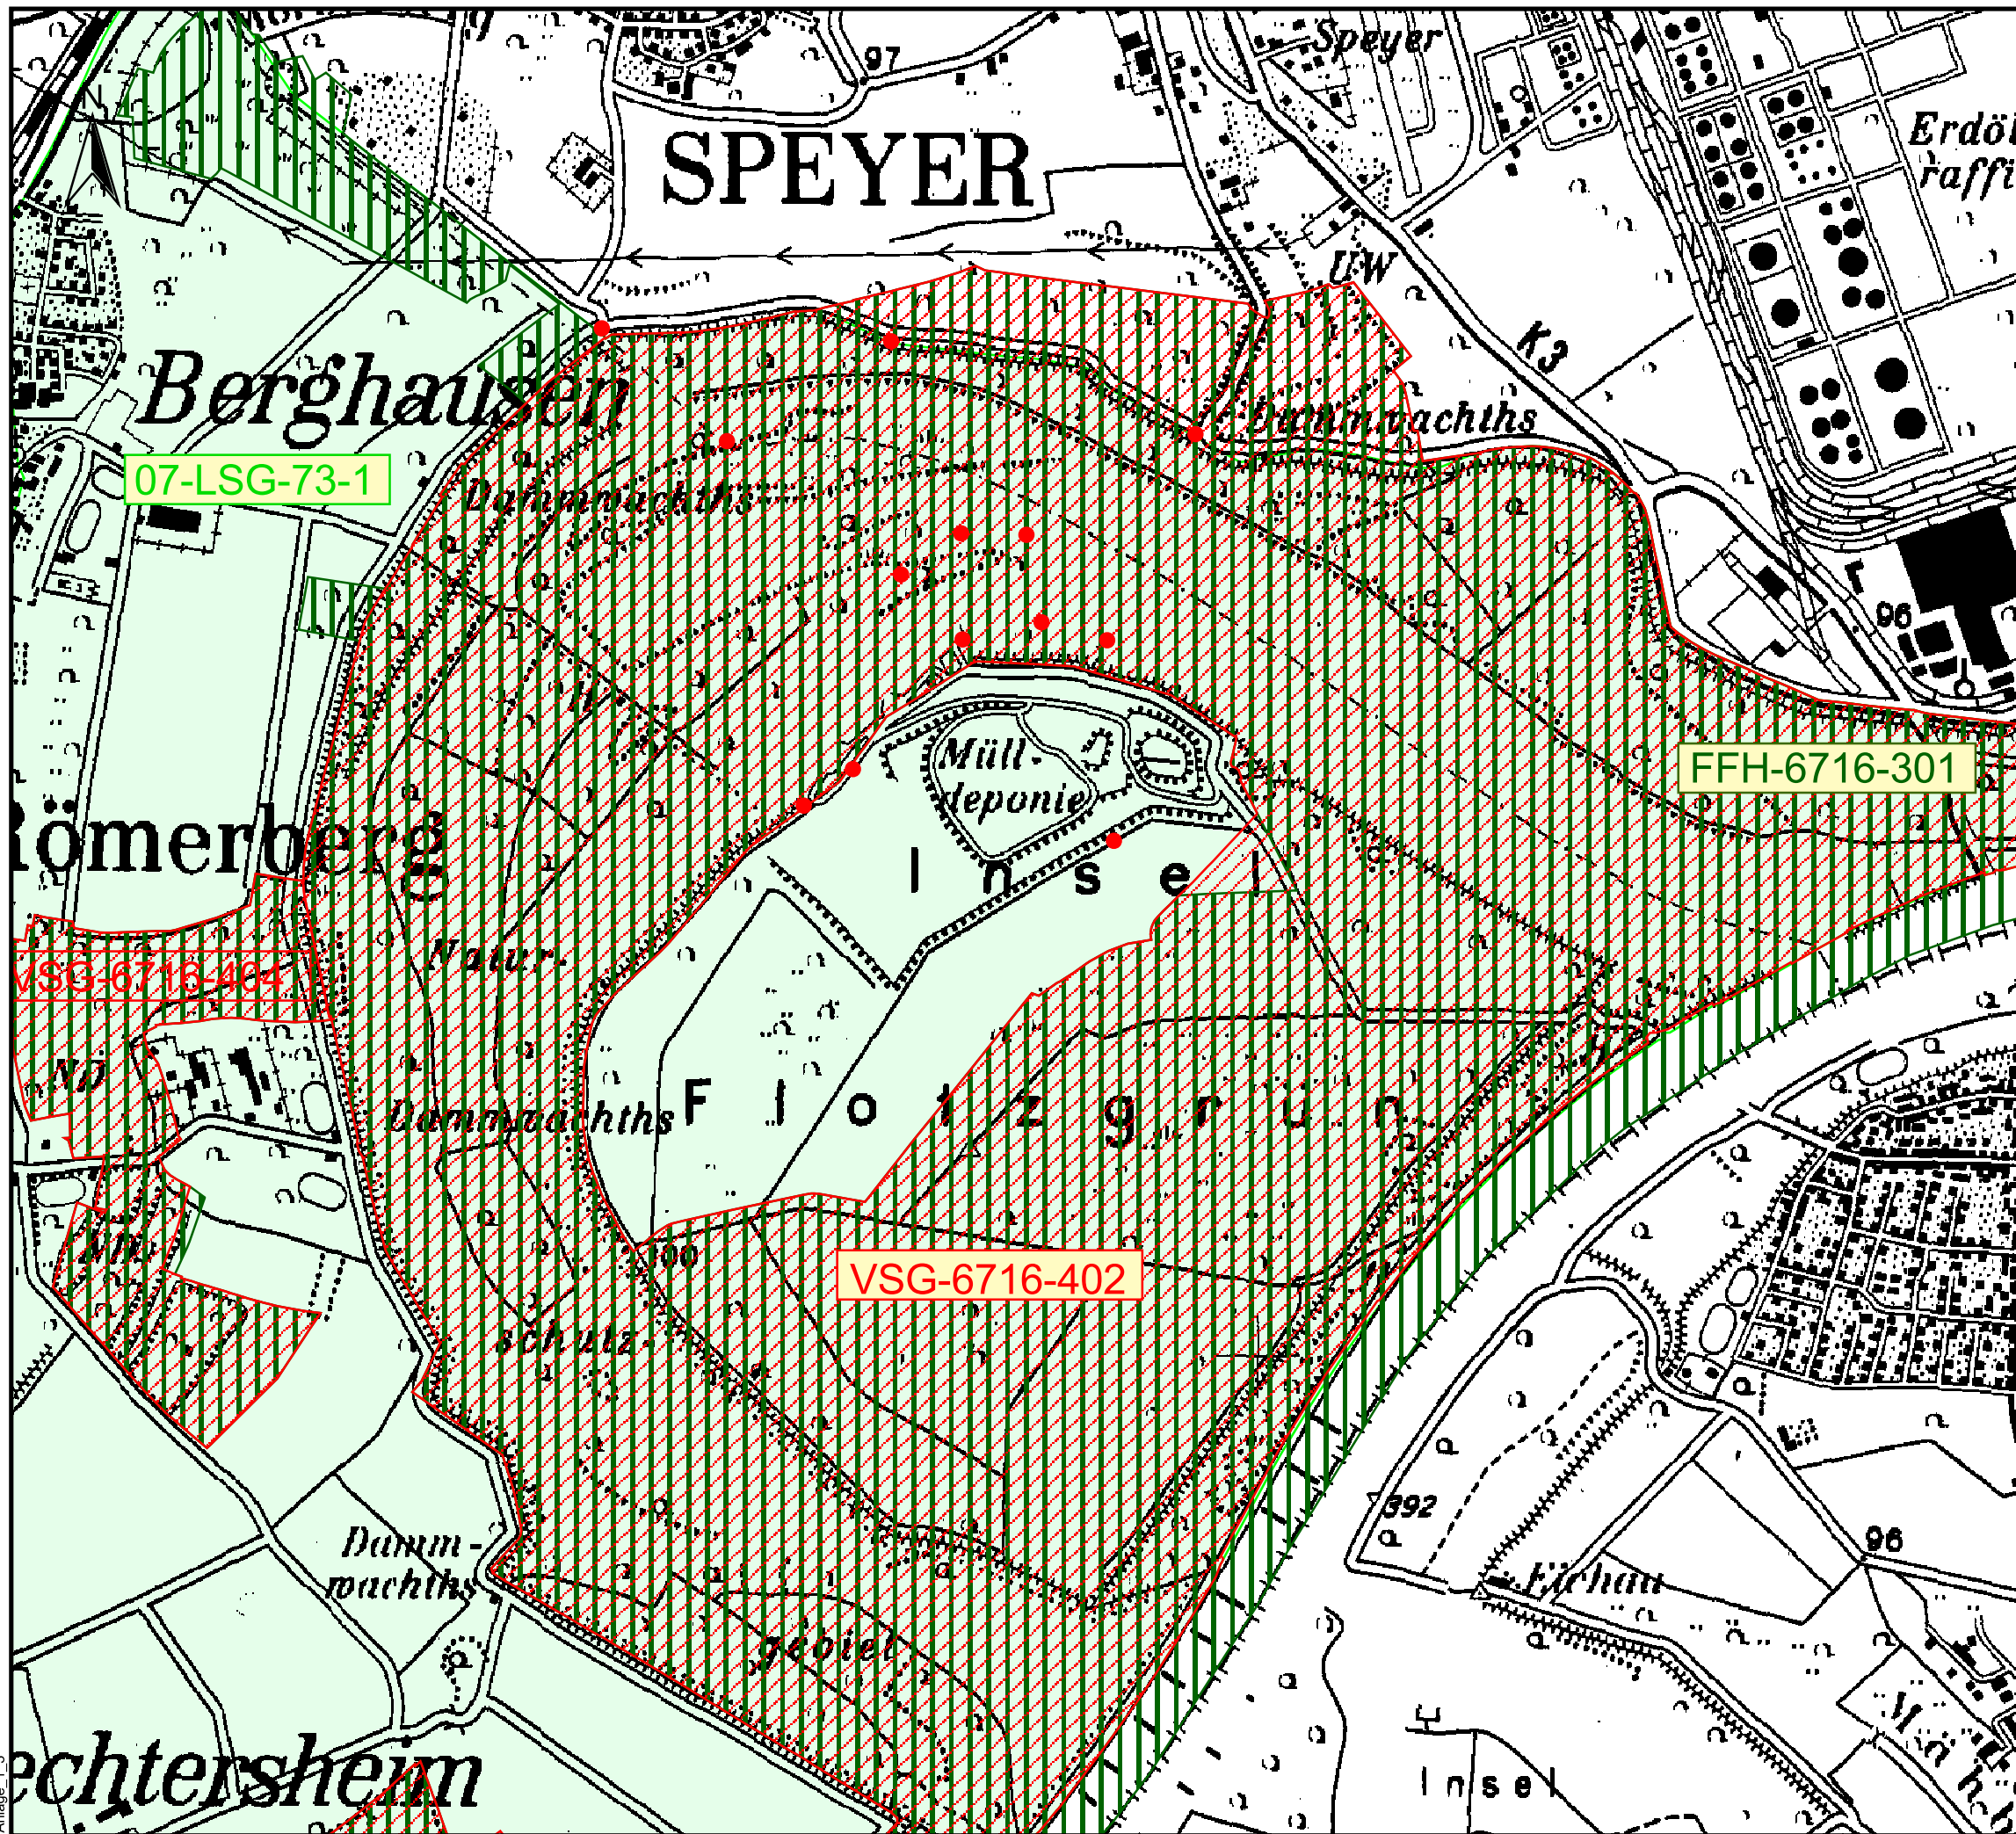 Speyer
97
Erdöl
raffi
SPEYER
UW
K3
Berghausen
Dammwachths
07-LSG-73-1
Dammwachths
96
Müll-
deponie
FFH-6716-301
Römerberg
Insel
Natur-
VSG-6716-404
ND
Dammwachths
Flotzgrün
100
VSG-6716-402
schutz-
392
Damm-
wachths
96
Eichau
gebiet
echtersheim
Insel